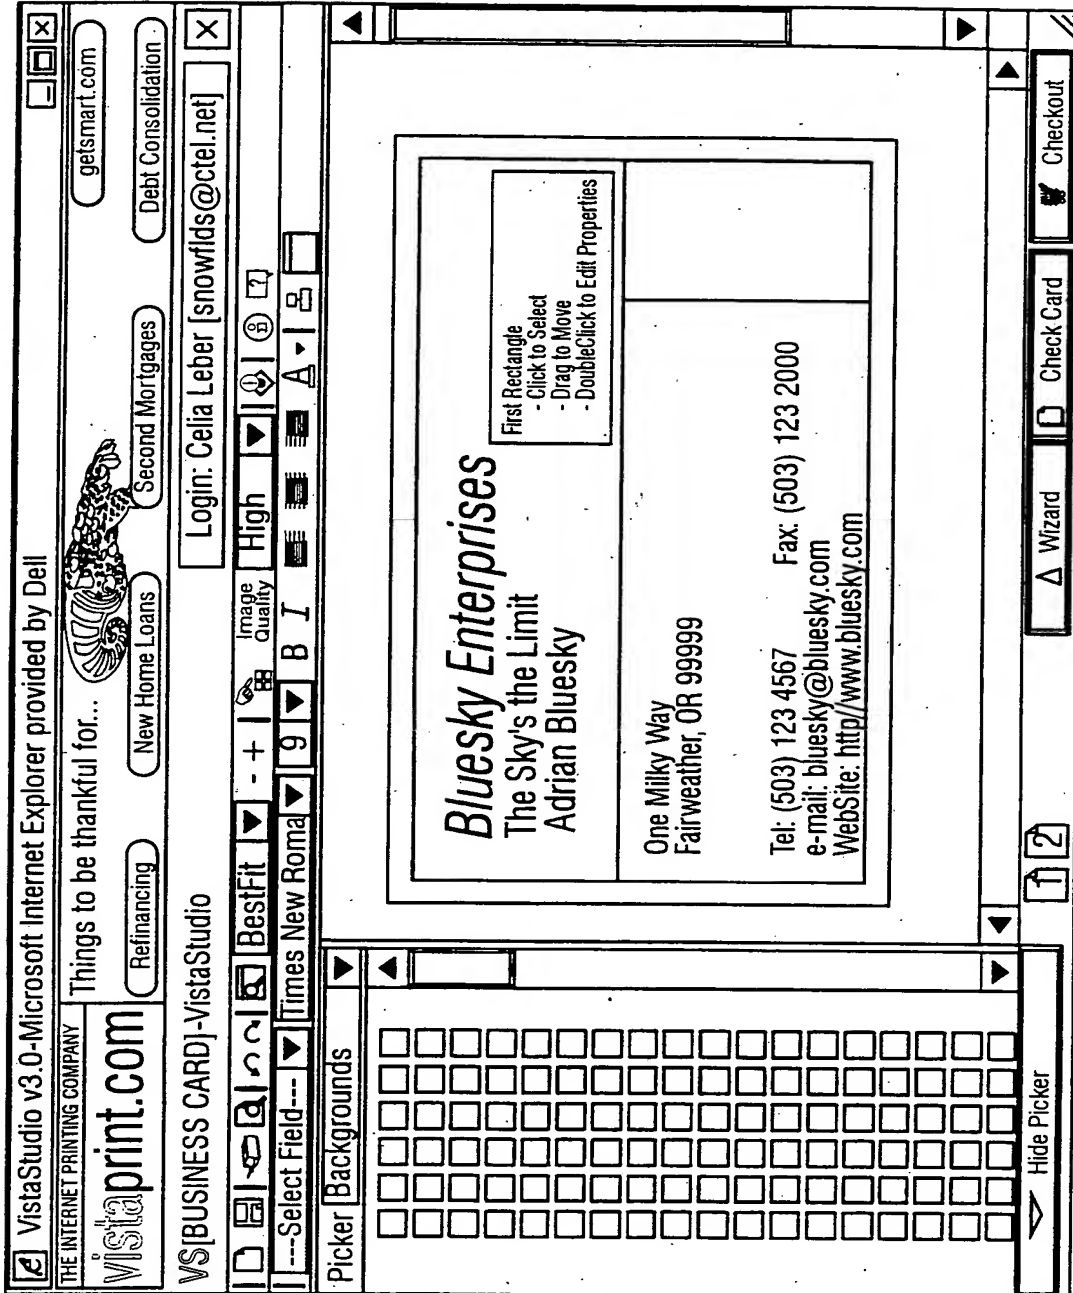 VistaStudio v3.0-Microsoft Internet Explorer provided by Dell
THE INTERNET PRINTING COMPANY
vistaprint.com
Things to be thankful for...
getsmart.com
Refinancing
New Home Loans
Second Mortgages
Debt Consolidation
VS[BUSINESS CARD]-VistaStudio
Login: Celia Leber [snowflds@ctel.net]
BestFit - + Image Quality High
---Select Field--- Times New Roma 9 B I A
Picker Backgrounds
Bluesky Enterprises
The Sky's the Limit
Adrian Bluesky
First Rectangle
- Click to Select
- Drag to Move
- DoubleClick to Edit Properties
One Milky Way
Fairweather, OR 99999
Tel: (503) 123 4567 Fax: (503) 123 2000
e-mail: bluesky@bluesky.com
WebSite: http//www.bluesky.com
Hide Picker 1 2 Wizard Check Card Checkout